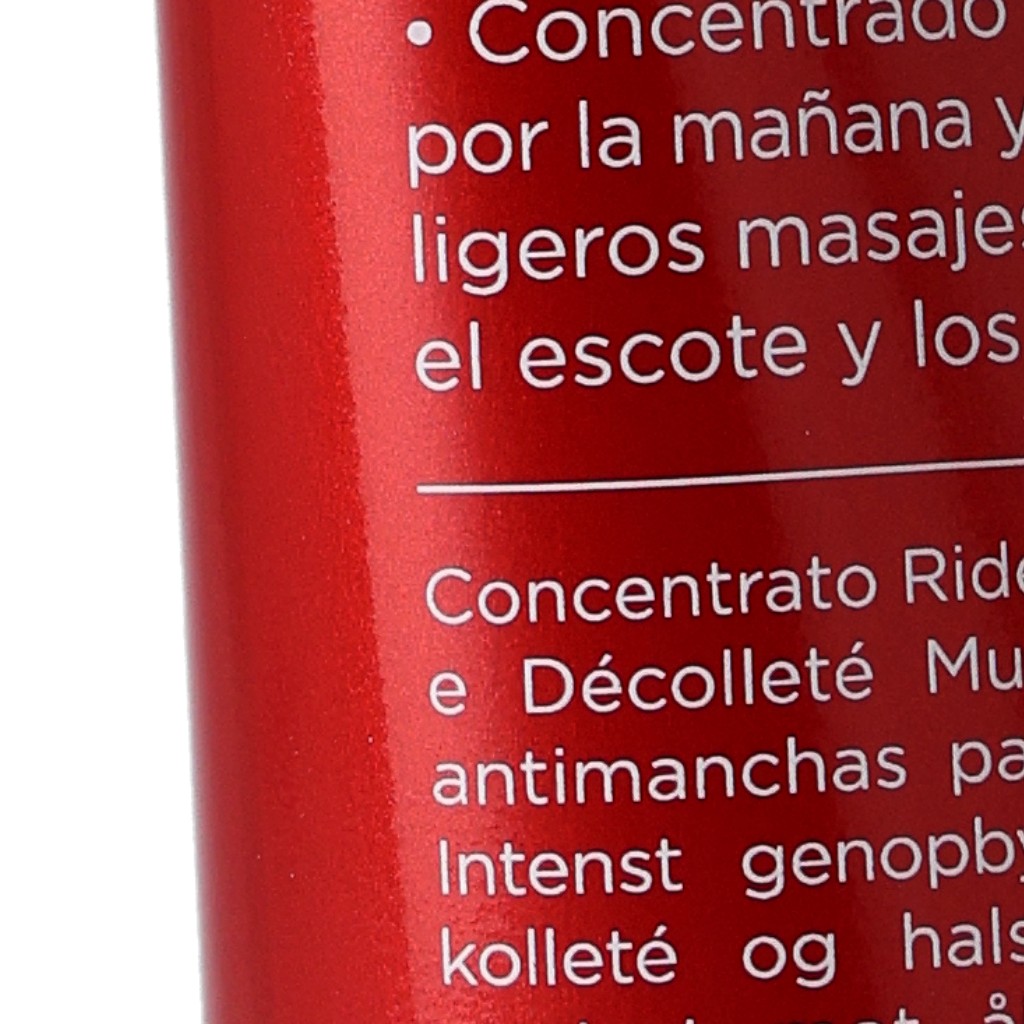 • Concentrado
por la mañana y
ligeros masajes
el escote y los
Concentrato Ride
e Décolleté Mu
antimanchas pa
Intenst genopby
kolleté og hals